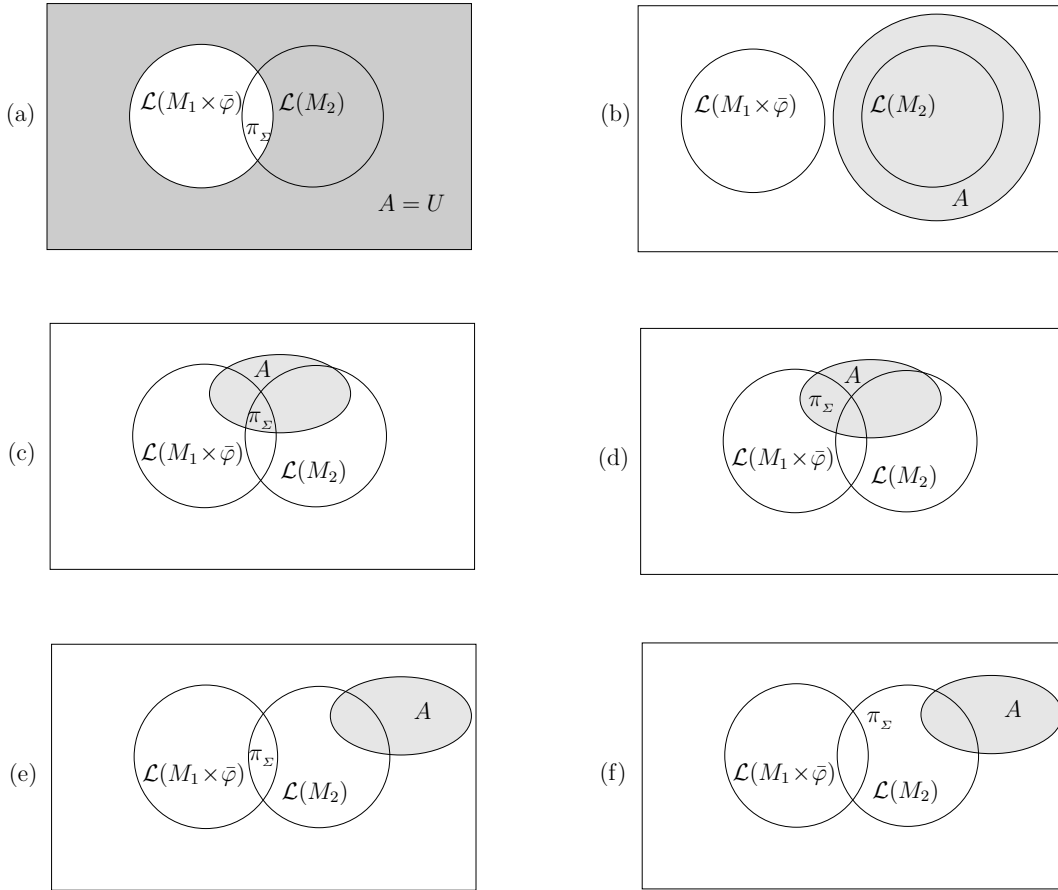 (a)
𝓛(M₁ × φ̄)
𝓛(M₂)
π_Σ
A = U
(b)
𝓛(M₁ × φ̄)
𝓛(M₂)
A
(c)
A
π_Σ
𝓛(M₁ × φ̄)
𝓛(M₂)
(d)
A
π_Σ
𝓛(M₁ × φ̄)
𝓛(M₂)
(e)
A
π_Σ
𝓛(M₁ × φ̄)
𝓛(M₂)
(f)
A
π_Σ
𝓛(M₁ × φ̄)
𝓛(M₂)